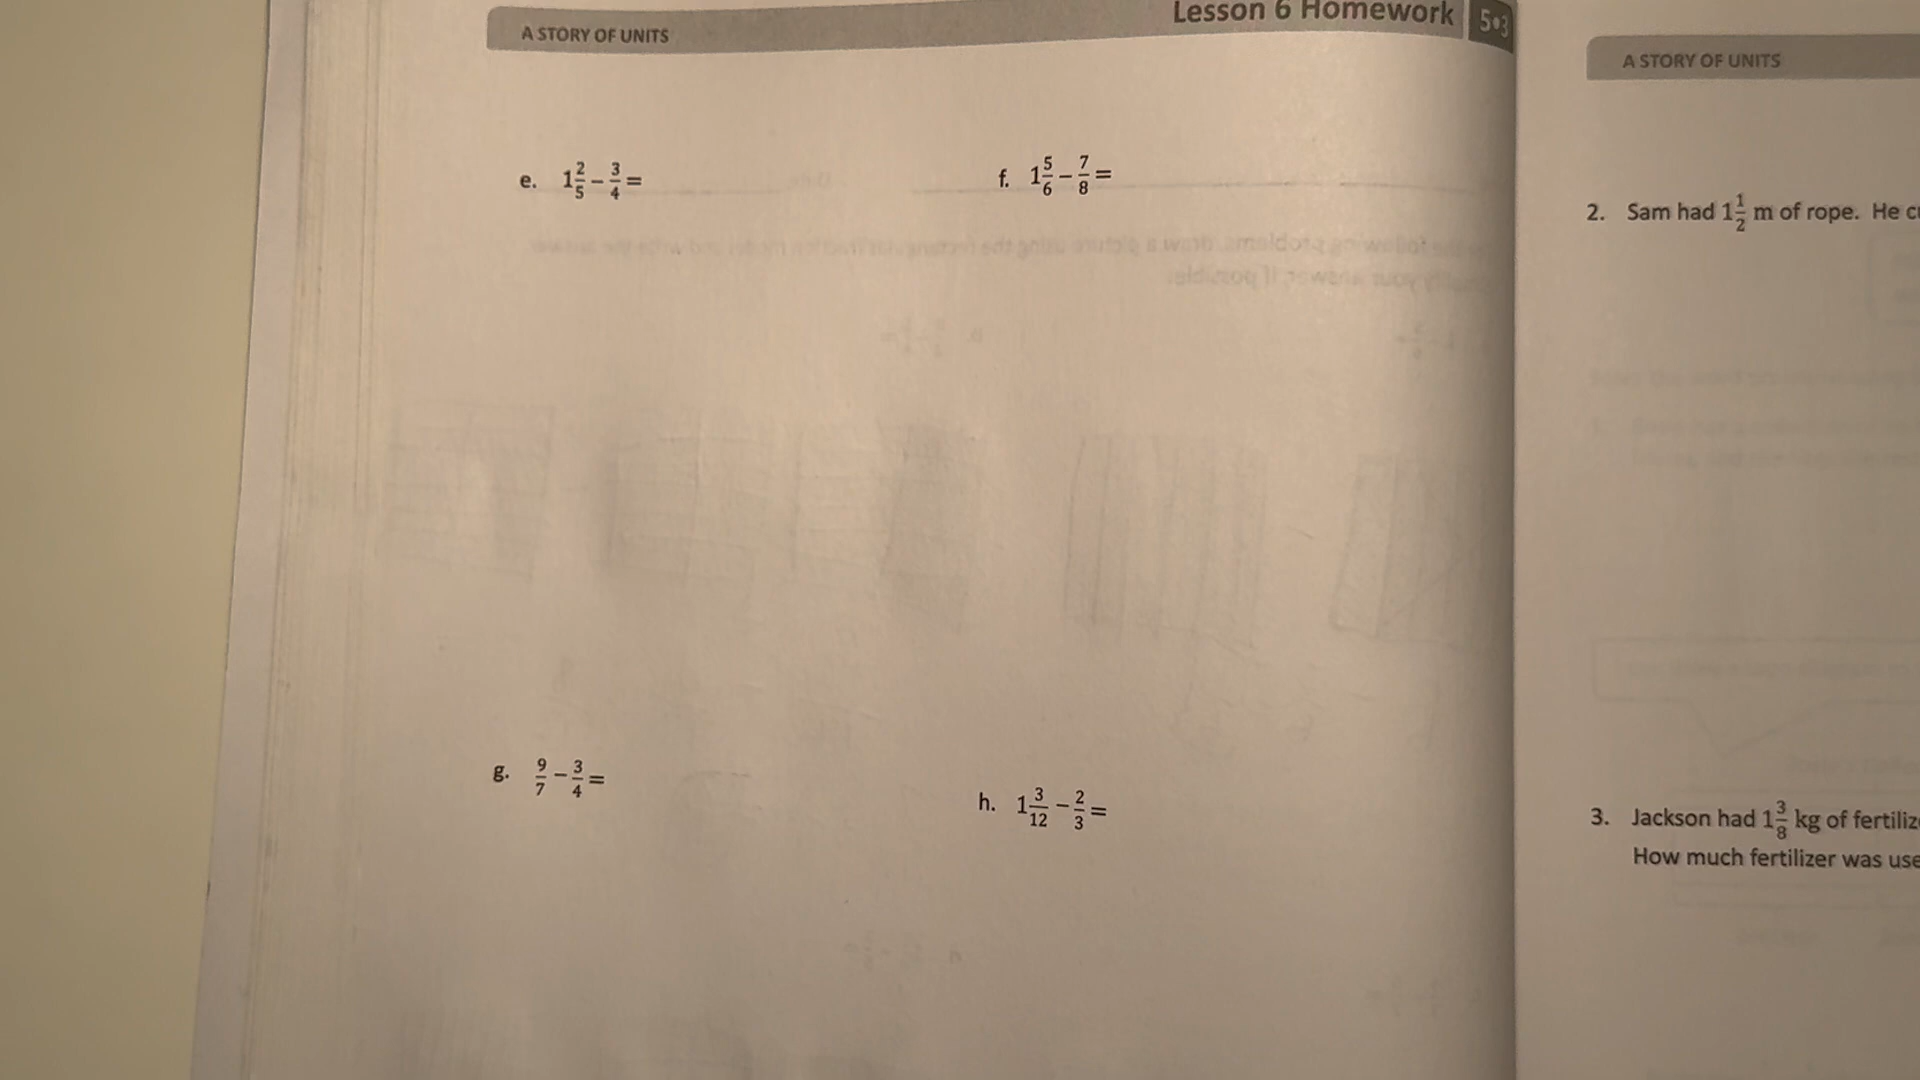 A STORY OF UNITS
Lesson 6 Homework 5•3
e. 1 2/5 − 3/4 =
f. 1 5/6 − 7/8 =
g. 9/7 − 3/4 =
h. 1 3/12 − 2/3 =
A STORY OF UNITS
2. Sam had 1 1/2 m of rope. He
3. Jackson had 1 3/8 kg of
How much fertilizer was